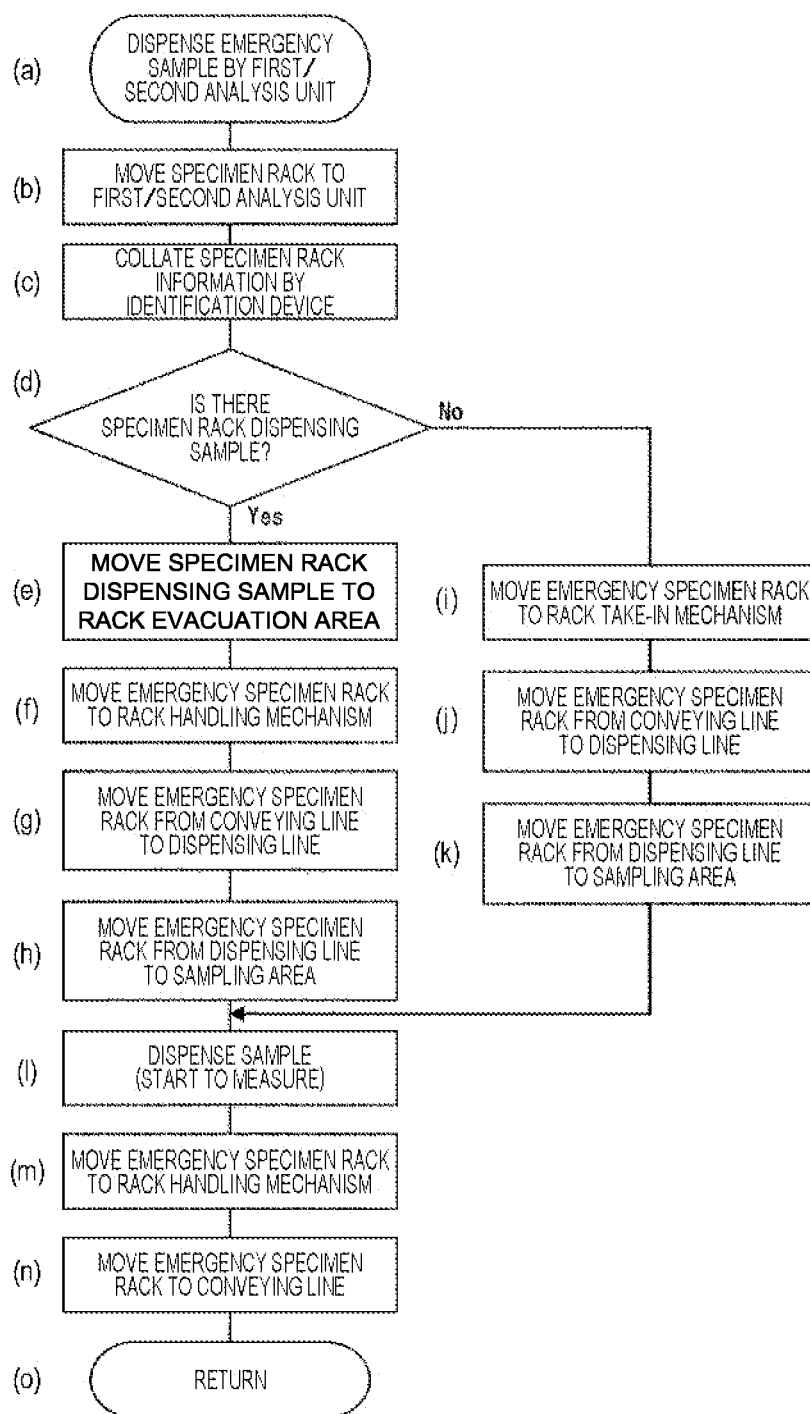 (a)
DISPENSE EMERGENCY
SAMPLE BY FIRST/
SECOND ANALYSIS UNIT
(b)
MOVE SPECIMEN RACK TO
FIRST/SECOND ANALYSIS UNIT
(c)
COLLATE SPECIMEN RACK
INFORMATION BY
IDENTIFICATION DEVICE
(d)
IS THERE
SPECIMEN RACK DISPENSING
SAMPLE?
No
Yes
(e)
MOVE SPECIMEN RACK
DISPENSING SAMPLE TO
RACK EVACUATION AREA
(f)
MOVE EMERGENCY SPECIMEN RACK
TO RACK HANDLING MECHANISM
(g)
MOVE EMERGENCY SPECIMEN
RACK FROM CONVEYING LINE
TO DISPENSING LINE
(h)
MOVE EMERGENCY SPECIMEN
RACK FROM DISPENSING LINE
TO SAMPLING AREA
(i)
MOVE EMERGENCY SPECIMEN RACK
TO RACK TAKE-IN MECHANISM
(j)
MOVE EMERGENCY SPECIMEN
RACK FROM CONVEYING LINE
TO DISPENSING LINE
(k)
MOVE EMERGENCY SPECIMEN
RACK FROM DISPENSING LINE
TO SAMPLING AREA
(l)
DISPENSE SAMPLE
(START TO MEASURE)
(m)
MOVE EMERGENCY SPECIMEN RACK
TO RACK HANDLING MECHANISM
(n)
MOVE EMERGENCY SPECIMEN
RACK TO CONVEYING LINE
(o)
RETURN